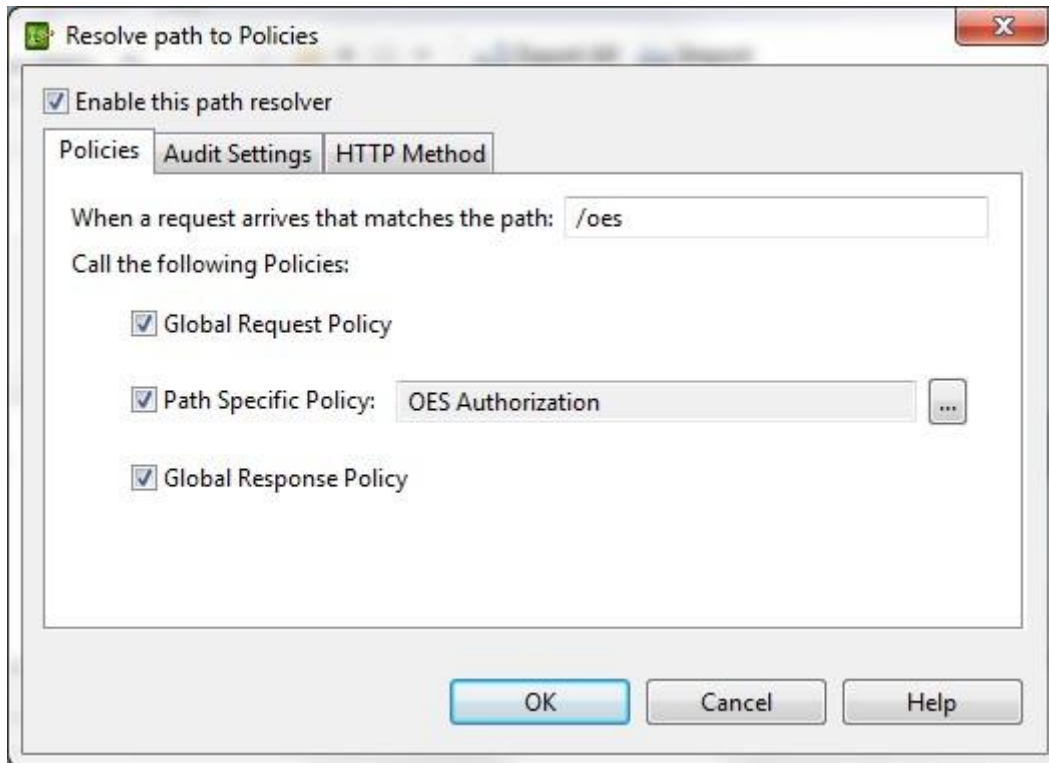 Resolve path to Policies
Enable this path resolver
Policies Audit Settings HTTP Method
When a request arrives that matches the path: /oes
Call the following Policies:
Global Request Policy
Path Specific Policy: OES Authorization ...
Global Response Policy
OK Cancel Help